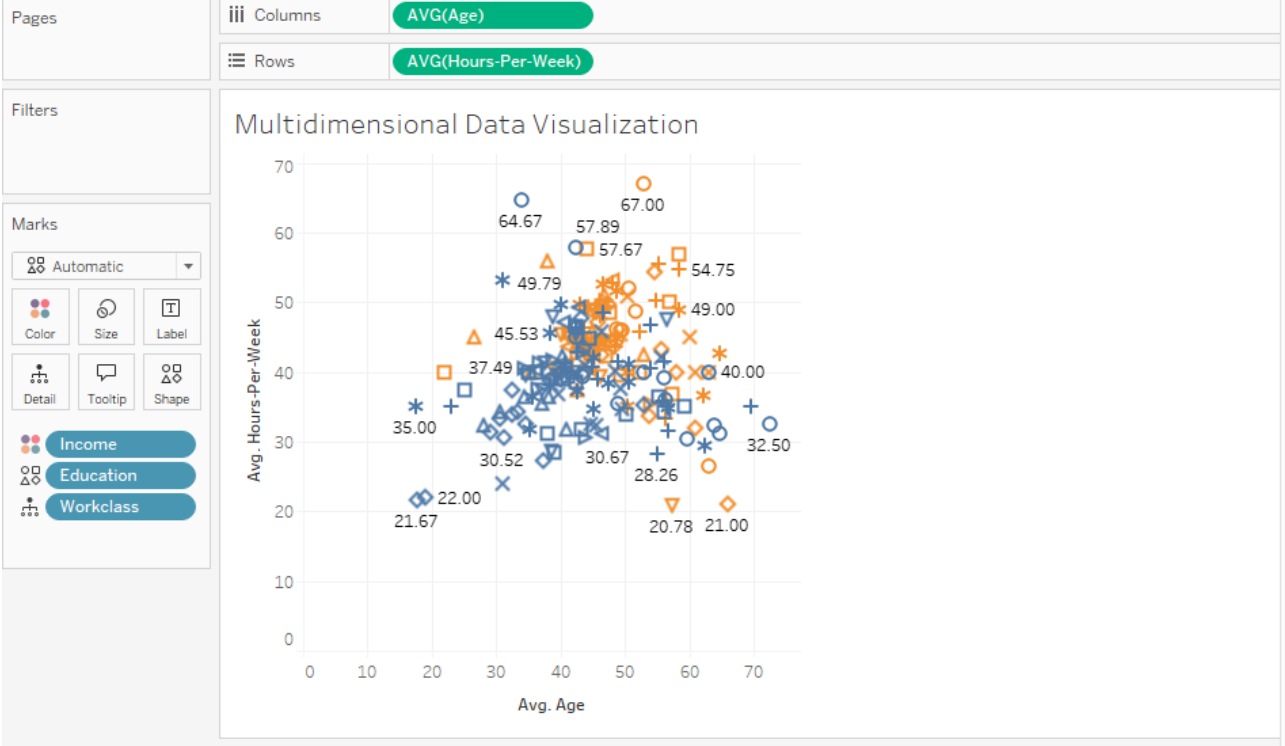 Pages
Columns
AVG(Age)
Rows
AVG(Hours-Per-Week)
Filters
Marks
Automatic
Color
Size
Label
Detail
Tooltip
Shape
Income
Education
Workclass
Multidimensional Data Visualization
Avg. Hours-Per-Week
70
60
50
40
30
20
10
0
67.00
64.67
57.89
57.67
54.75
49.79
49.00
45.53
37.49
40.00
35.00
32.50
30.52
30.67
28.26
22.00
21.67
20.78
21.00
0
10
20
30
40
50
60
70
Avg. Age